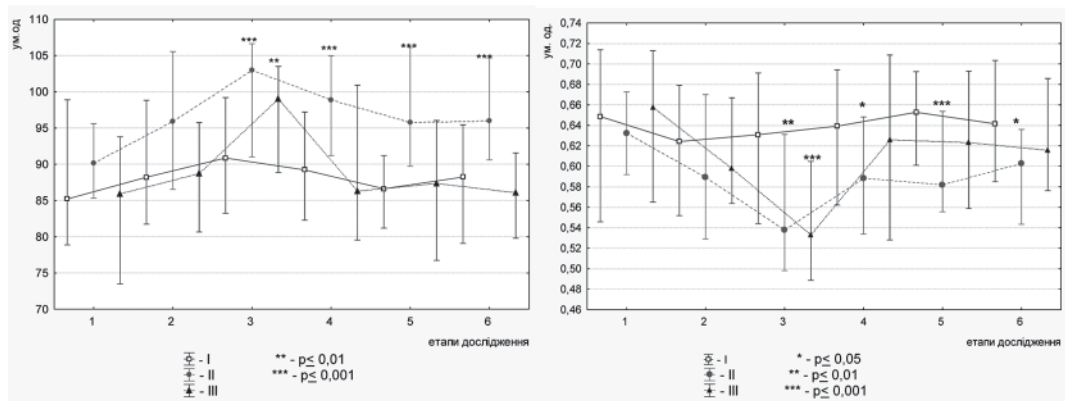 ум.од
110
105
100
95
90
85
80
75
70
***
**
***
***
***
1 2 3 4 5 6
етапи дослідження
- I ** - p≤ 0,01
- II *** - p≤ 0,001
- III
ум. од.
0,74
0,72
0,70
0,68
0,66
0,64
0,62
0,60
0,58
0,56
0,54
0,52
0,50
0,48
0,46
**
***
*
***
*
1 2 3 4 5 6
етапи дослідження
- I * - p≤ 0,05
- II ** - p≤ 0,01
- III *** - p≤ 0,001